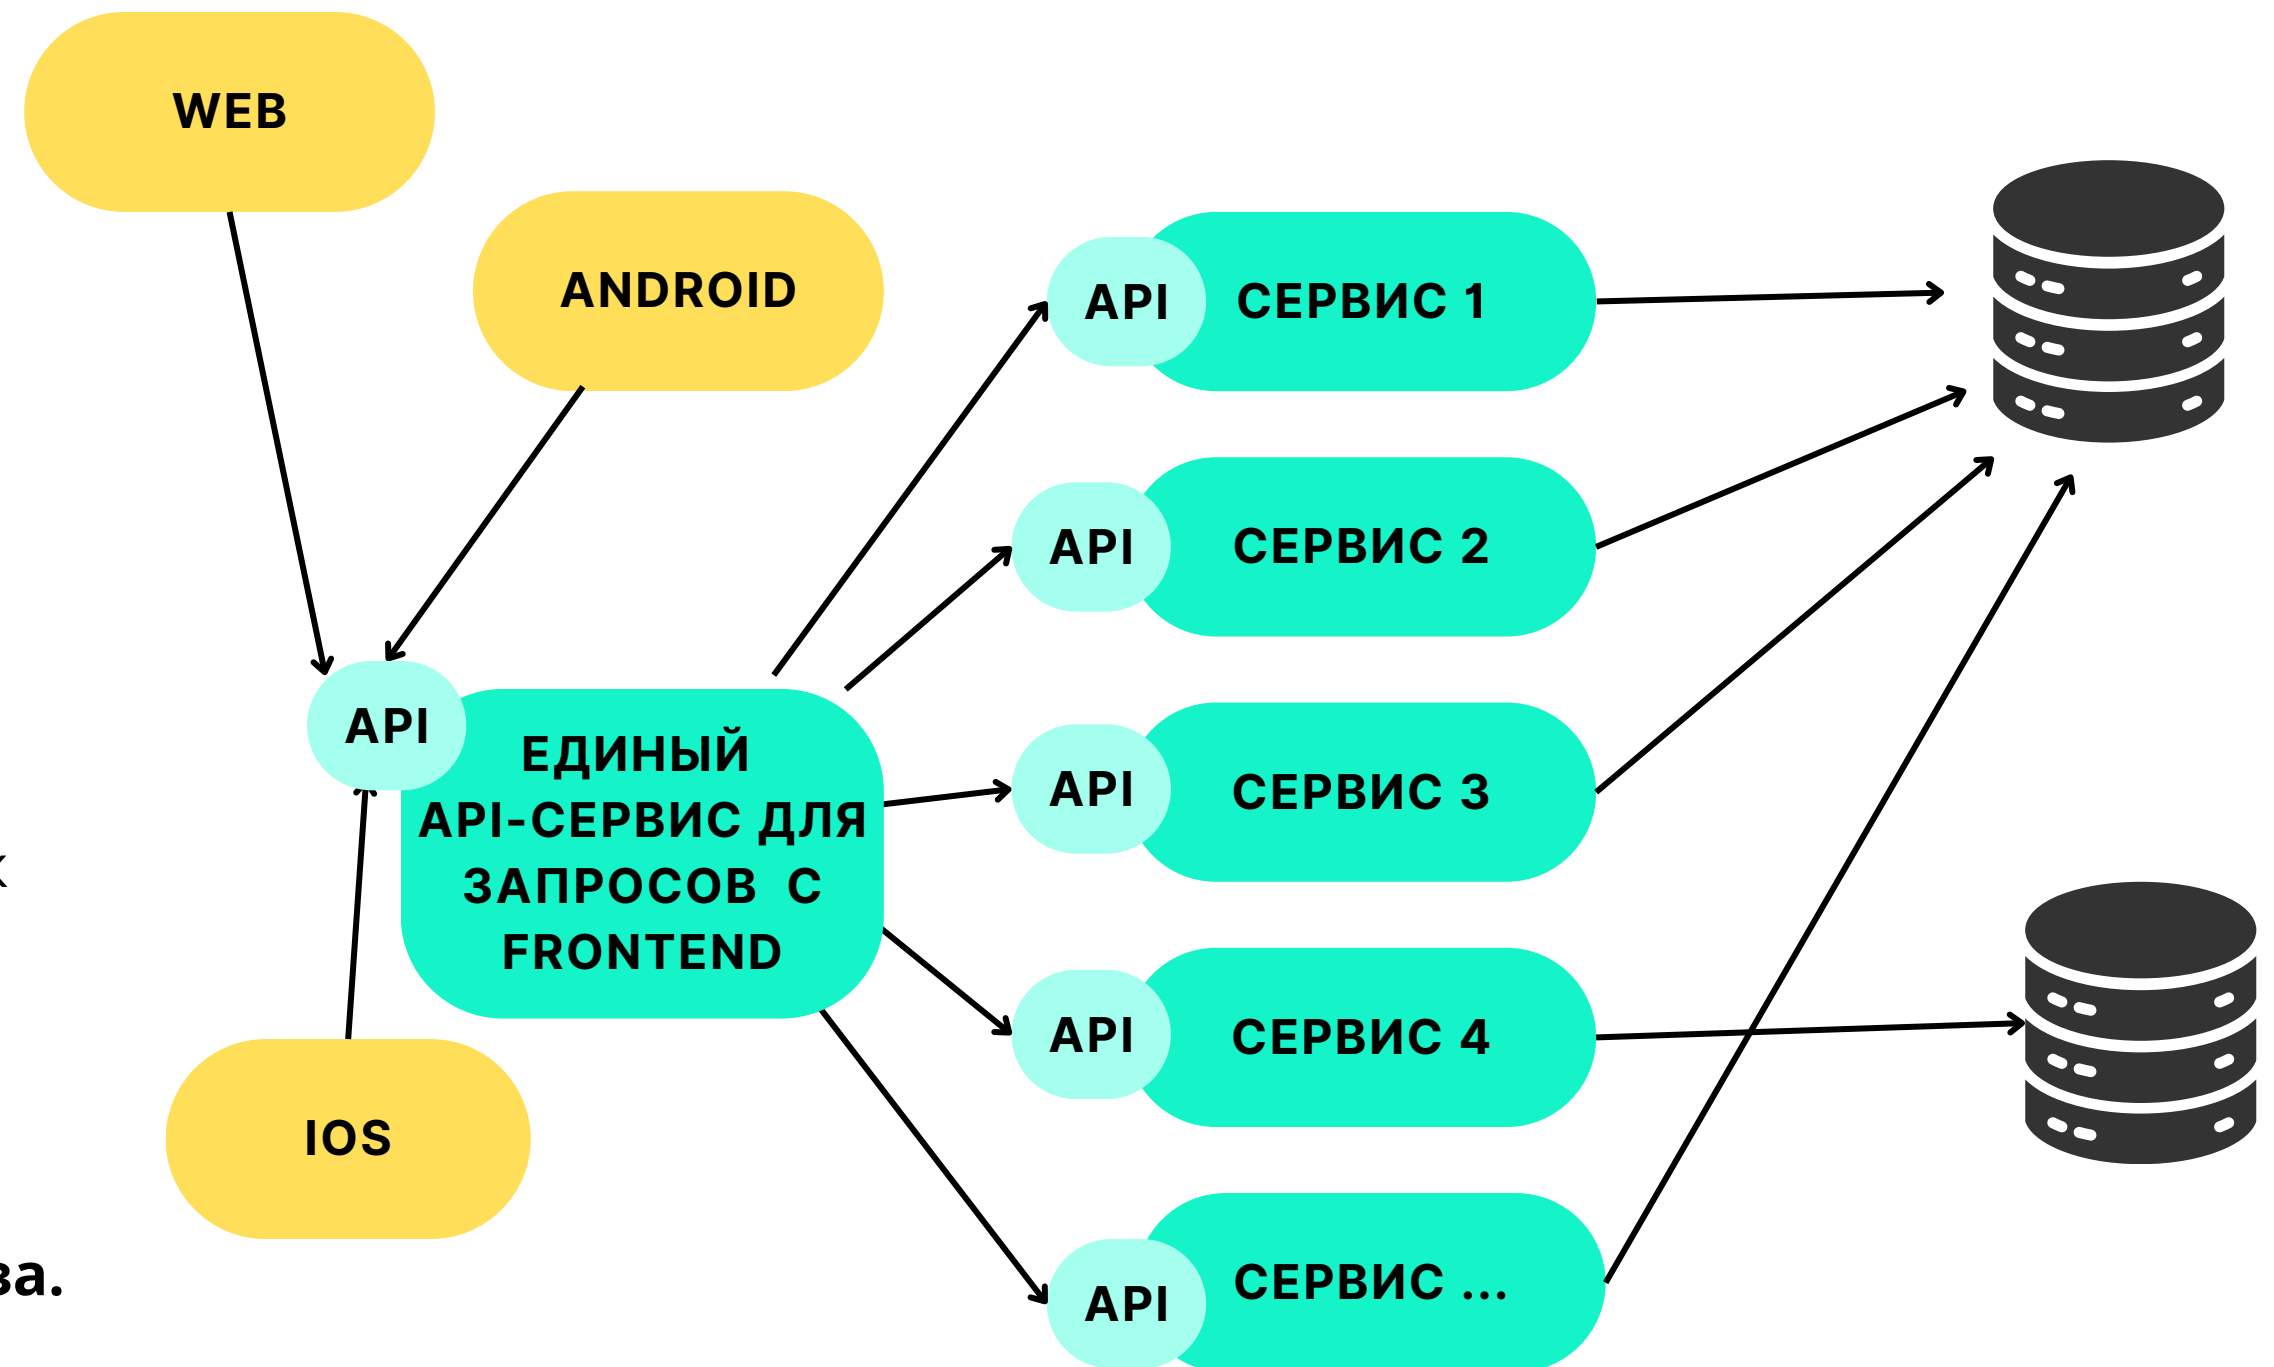 WEB
ANDROID
IOS
API
ЕДИНЫЙ
API-СЕРВИС ДЛЯ
ЗАПРОСОВ С
FRONTEND
API
СЕРВИС 1
API
СЕРВИС 2
API
СЕРВИС 3
API
СЕРВИС 4
API
СЕРВИС ...